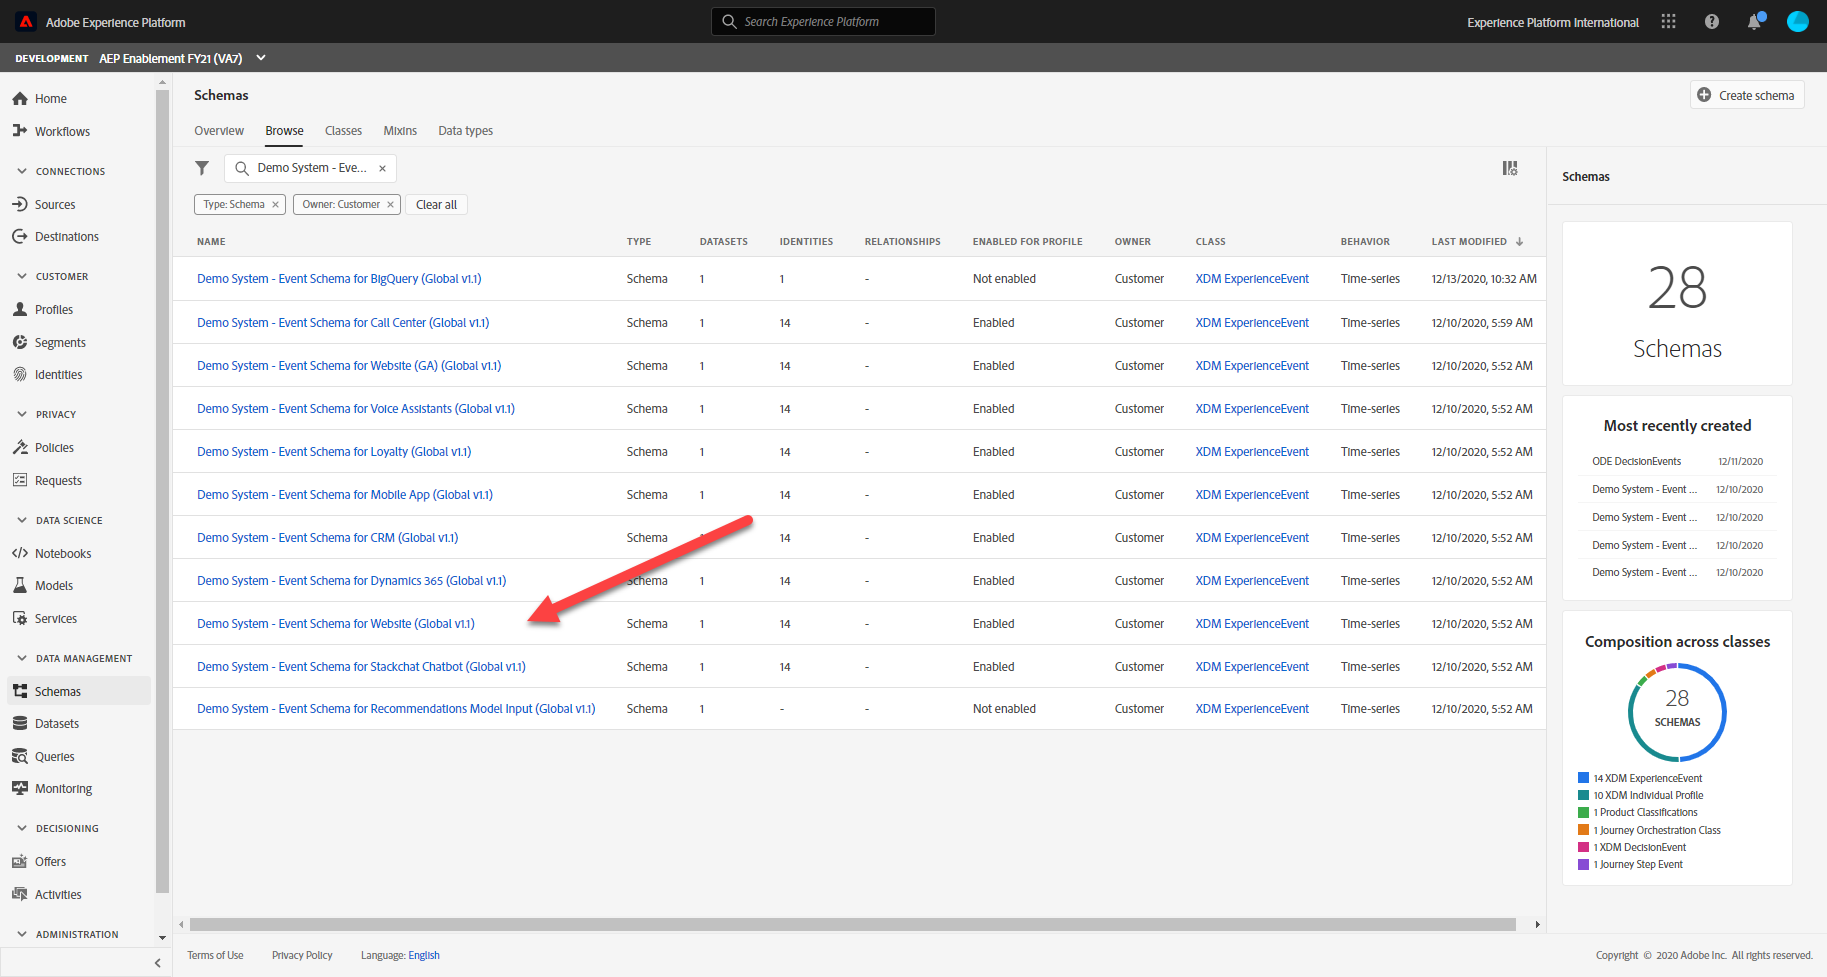 Adobe Experience Platform
Search Experience Platform
Experience Platform International
DEVELOPMENT AEP Enablement FY21 (VA7)
Home
Workflows
CONNECTIONS
Sources
Destinations
CUSTOMER
Profiles
Segments
Identities
PRIVACY
Policies
Requests
DATA SCIENCE
Notebooks
Models
Services
DATA MANAGEMENT
Schemas
Datasets
Queries
Monitoring
DECISIONING
Offers
Activities
ADMINISTRATION
Schemas
Create schema
Overview Browse Classes Mixins Data types
Demo System - Eve... ×
Type: Schema × Owner: Customer × Clear all
NAME TYPE DATASETS IDENTITIES RELATIONSHIPS ENABLED FOR PROFILE OWNER CLASS BEHAVIOR LAST MODIFIED
Demo System - Event Schema for BigQuery (Global v1.1) Schema 1 1 - Not enabled Customer XDM ExperienceEvent Time-series 12/13/2020, 10:32 AM
Demo System - Event Schema for Call Center (Global v1.1) Schema 1 14 - Enabled Customer XDM ExperienceEvent Time-series 12/10/2020, 5:59 AM
Demo System - Event Schema for Website (GA) (Global v1.1) Schema 1 14 - Enabled Customer XDM ExperienceEvent Time-series 12/10/2020, 5:52 AM
Demo System - Event Schema for Voice Assistants (Global v1.1) Schema 1 14 - Enabled Customer XDM ExperienceEvent Time-series 12/10/2020, 5:52 AM
Demo System - Event Schema for Loyalty (Global v1.1) Schema 1 14 - Enabled Customer XDM ExperienceEvent Time-series 12/10/2020, 5:52 AM
Demo System - Event Schema for Mobile App (Global v1.1) Schema 1 14 - Enabled Customer XDM ExperienceEvent Time-series 12/10/2020, 5:52 AM
Demo System - Event Schema for CRM (Global v1.1) Schema 14 - Enabled Customer XDM ExperienceEvent Time-series 12/10/2020, 5:52 AM
Demo System - Event Schema for Dynamics 365 (Global v1.1) Schema 1 14 - Enabled Customer XDM ExperienceEvent Time-series 12/10/2020, 5:52 AM
Demo System - Event Schema for Website (Global v1.1) Schema 1 14 - Enabled Customer XDM ExperienceEvent Time-series 12/10/2020, 5:52 AM
Demo System - Event Schema for Stackchat Chatbot (Global v1.1) Schema 1 14 - Enabled Customer XDM ExperienceEvent Time-series 12/10/2020, 5:52 AM
Demo System - Event Schema for Recommendations Model Input (Global v1.1) Schema 1 - - Not enabled Customer XDM ExperienceEvent Time-series 12/10/2020, 5:52 AM
Schemas
28
Schemas
Most recently created
ODE DecisionEvents 12/11/2020
Demo System - Event ... 12/10/2020
Demo System - Event ... 12/10/2020
Demo System - Event ... 12/10/2020
Demo System - Event ... 12/10/2020
Composition across classes
28
SCHEMAS
14 XDM ExperienceEvent
10 XDM Individual Profile
1 Product Classifications
1 Journey Orchestration Class
1 XDM DecisionEvent
1 Journey Step Event
Terms of Use Privacy Policy Language: English
Copyright © 2020 Adobe Inc. All rights reserved.